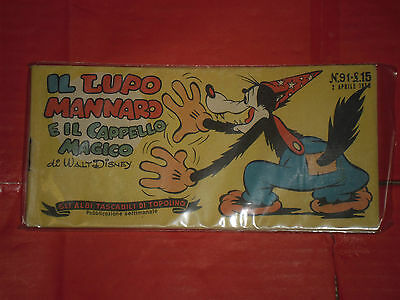 IL LUPO
MANNARO
E IL CAPPELLO
MAGICO
di WALT DISNEY
N.91-£.15
2 APRILE
GLI ALBI TASCABILI DI TOPOLINO
Pubblicazione settimanale